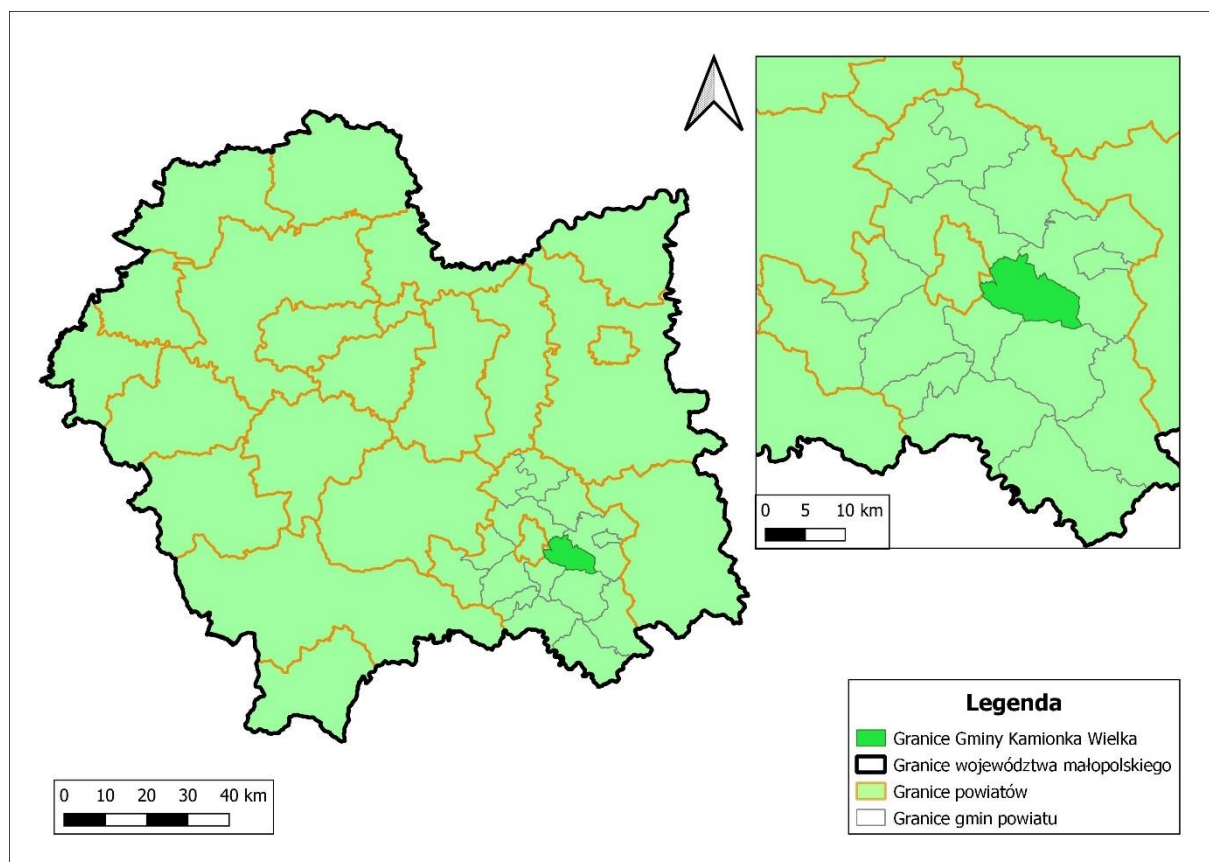 0 5 10 km
Legenda
Granice Gminy Kamionka Wielka
Granice województwa małopolskiego
Granice powiatów
Granice gmin powiatu
0 10 20 30 40 km